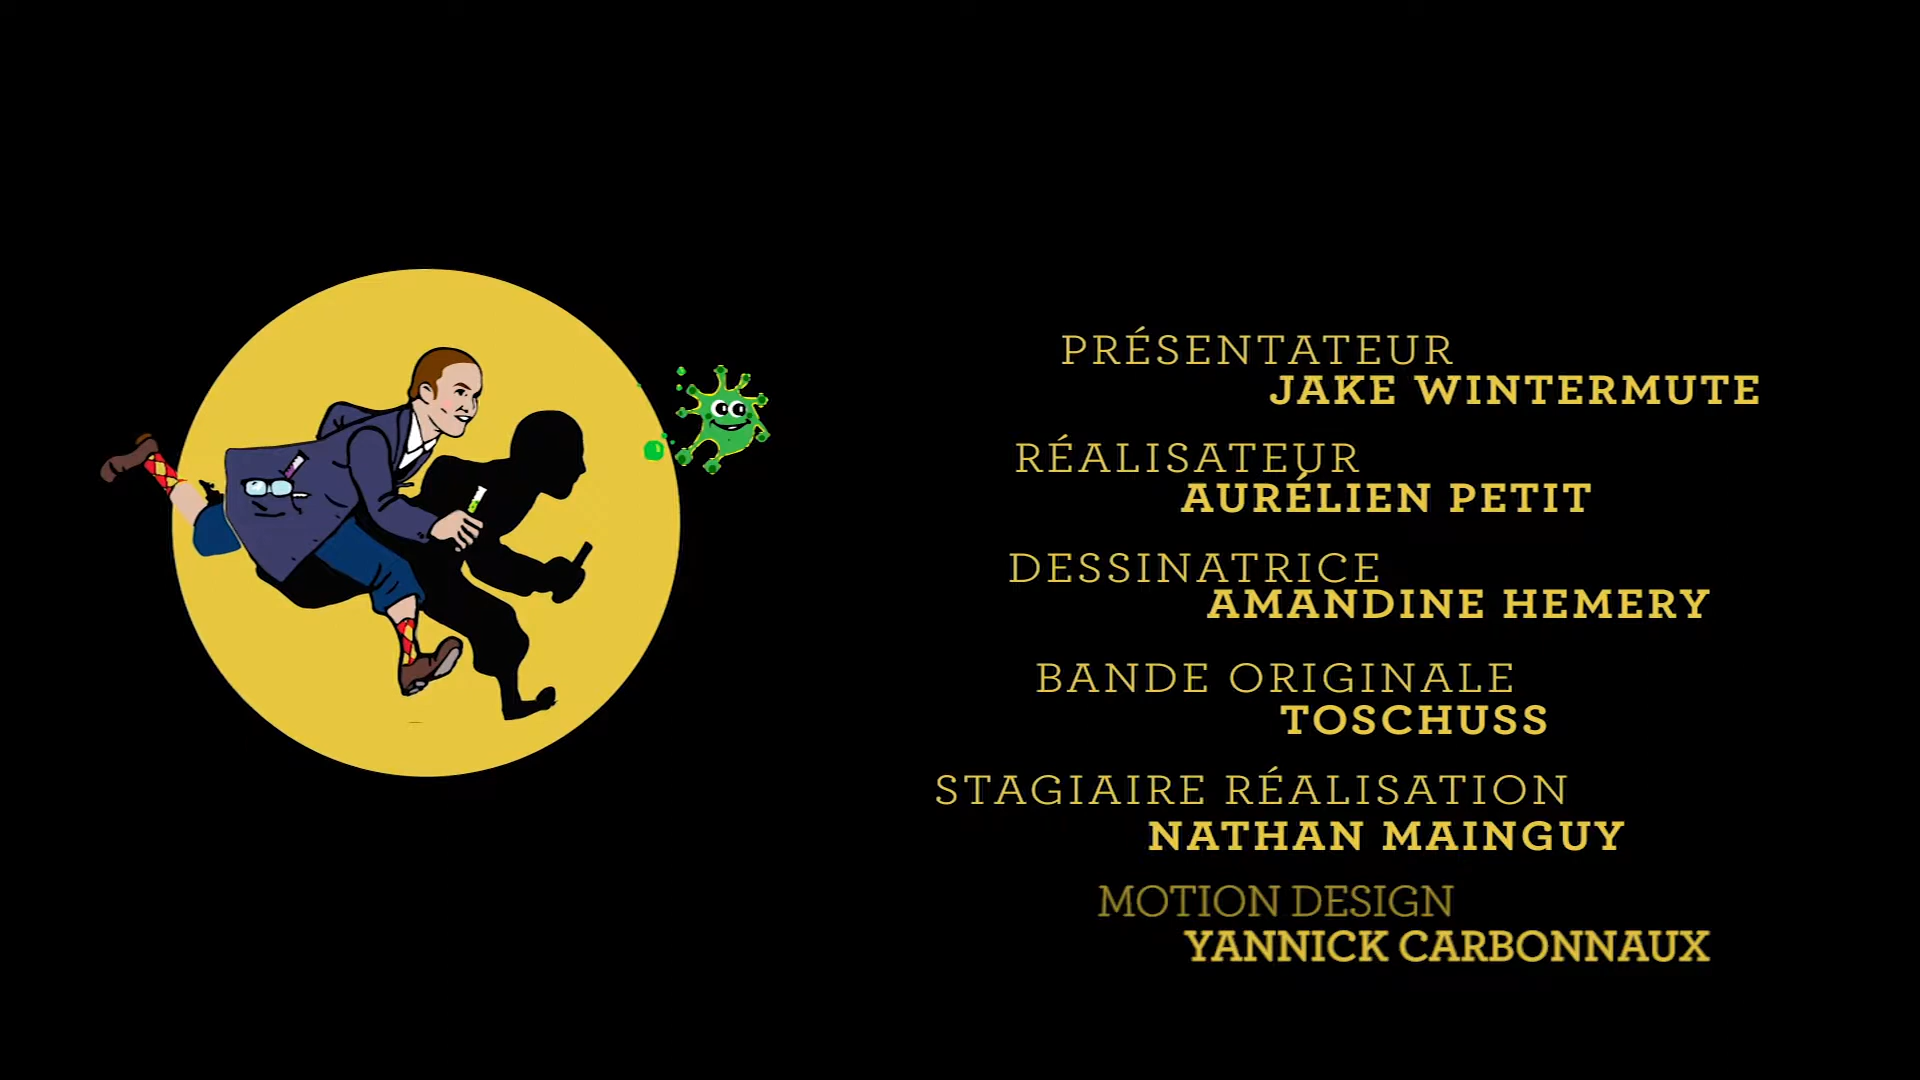 PRÉSENTATEUR
JAKE WINTERMUTE
RÉALISATEUR
AURÉLIEN PETIT
DESSINATRICE
AMANDINE HEMERY
BANDE ORIGINALE
TOSCHUSS
STAGIAIRE RÉALISATION
NATHAN MAINGUY
MOTION DESIGN
YANNICK CARBONNAUX